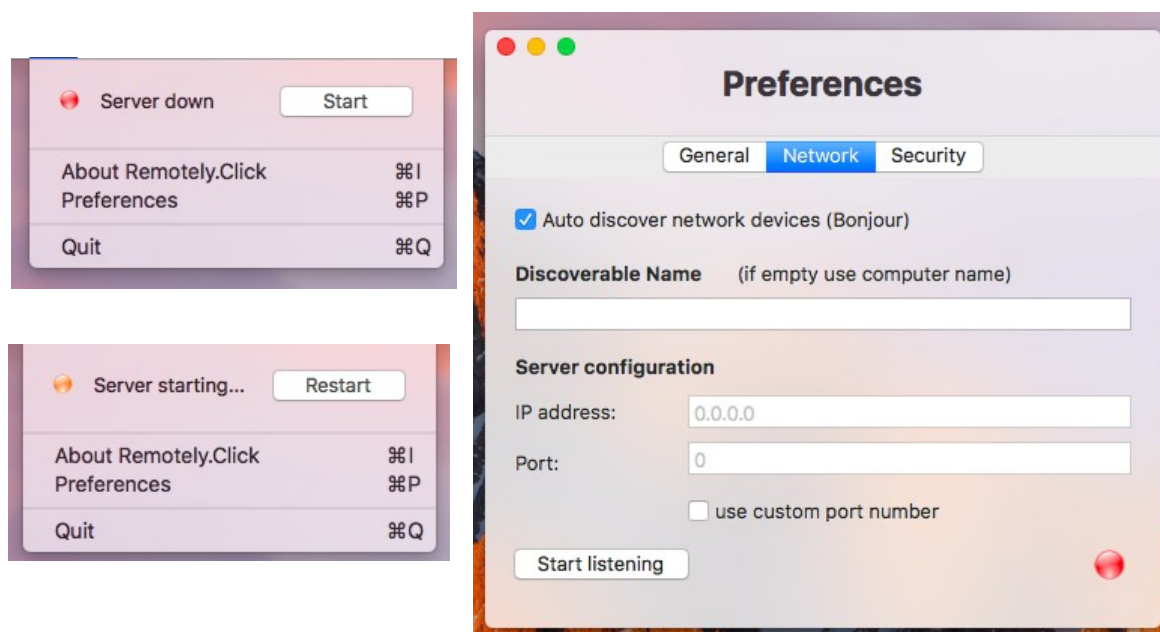 Server down Start
About Remotely.Click ⌘I
Preferences ⌘P
Quit ⌘Q
Server starting... Restart
About Remotely.Click ⌘I
Preferences ⌘P
Quit ⌘Q
Preferences
General Network Security
Auto discover network devices (Bonjour)
Discoverable Name (if empty use computer name)
Server configuration
IP address: 0.0.0.0
Port: 0
use custom port number
Start listening